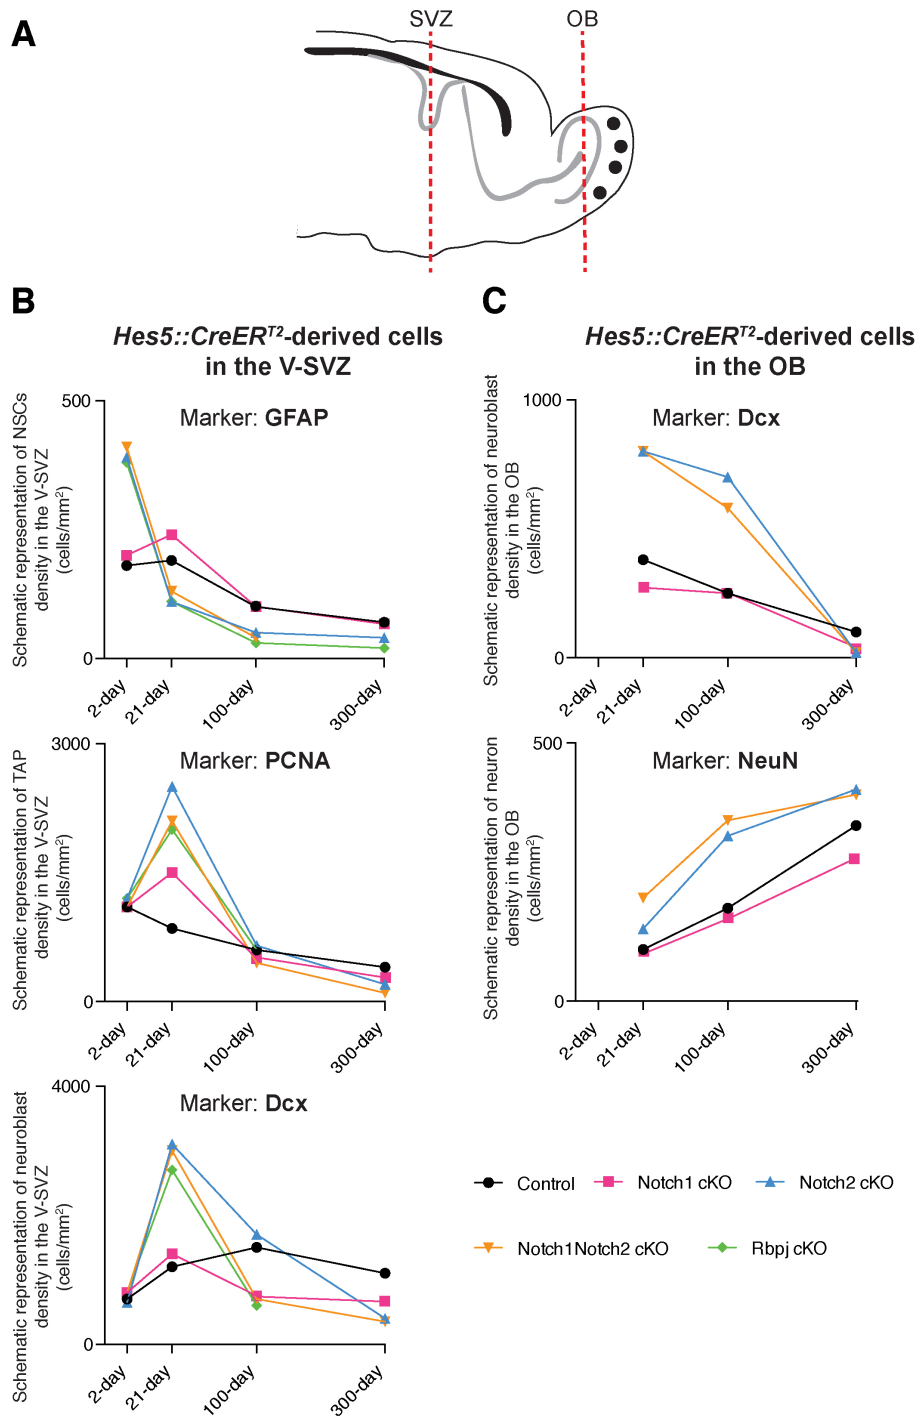 A
SVZ
OB
B
Hes5::CreERT2-derived cells
in the V-SVZ
Schematic representation of NSCs
density in the V-SVZ
(cells/mm2)
500
0
Marker: GFAP
2-day
21-day
100-day
300-day
Schematic representation of TAP
density in the V-SVZ
(cells/mm2)
3000
0
Marker: PCNA
2-day
21-day
100-day
300-day
Schematic representation of neuroblast
density in the V-SVZ
(cells/mm2)
4000
0
Marker: Dcx
2-day
21-day
100-day
300-day
C
Hes5::CreERT2-derived cells
in the OB
Schematic representation of neuroblast
density in the OB
(cells/mm2)
1000
0
Marker: Dcx
2-day
21-day
100-day
300-day
Schematic representation of neuron
density in the OB
(cells/mm2)
500
0
Marker: NeuN
2-day
21-day
100-day
300-day
Control
Notch1 cKO
Notch2 cKO
Notch1Notch2 cKO
Rbpj cKO